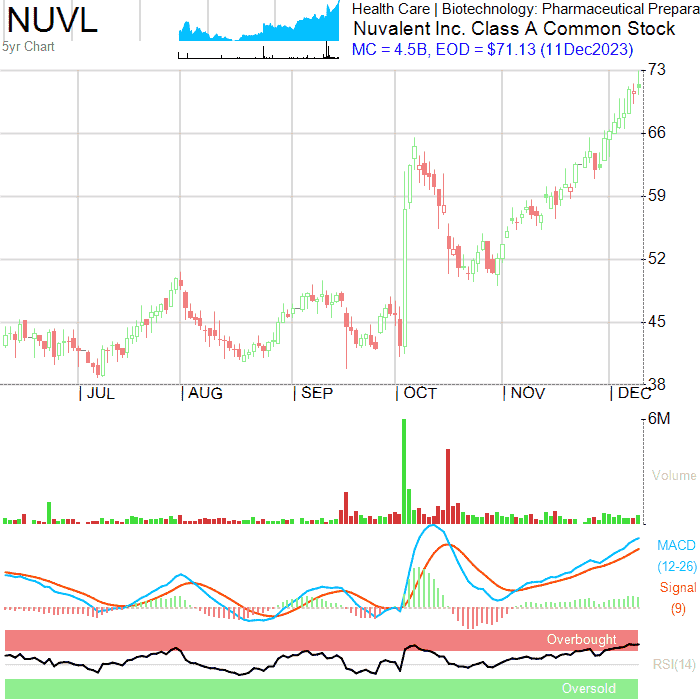 NUVL
5yr Chart
Health Care | Biotechnology: Pharmaceutical Prepara
Nuvalent Inc. Class A Common Stock
MC = 4.5B, EOD = $71.13 (11Dec2023)
73
66
59
52
45
38
| JUL | AUG | SEP | OCT | NOV | DEC
6M
Volume
MACD
(12-26)
Signal
(9)
Overbought
RSI(14)
Oversold